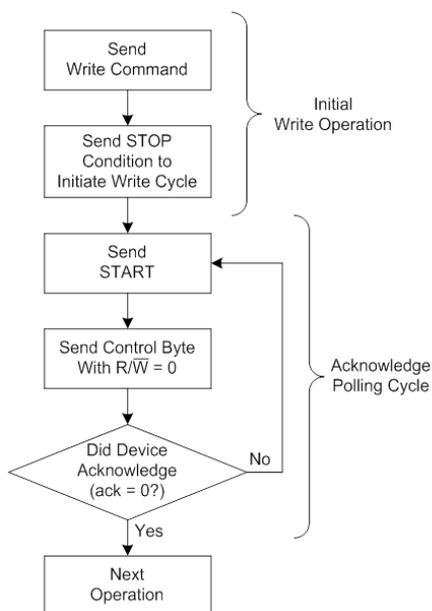 Send
Write Command
Initial
Write Operation
Send STOP
Condition to
Initiate Write Cycle
Send
START
Send Control Byte
With R/W̅ = 0
Acknowledge
Polling Cycle
Did Device
Acknowledge
(ack = 0?)
No
Yes
Next
Operation